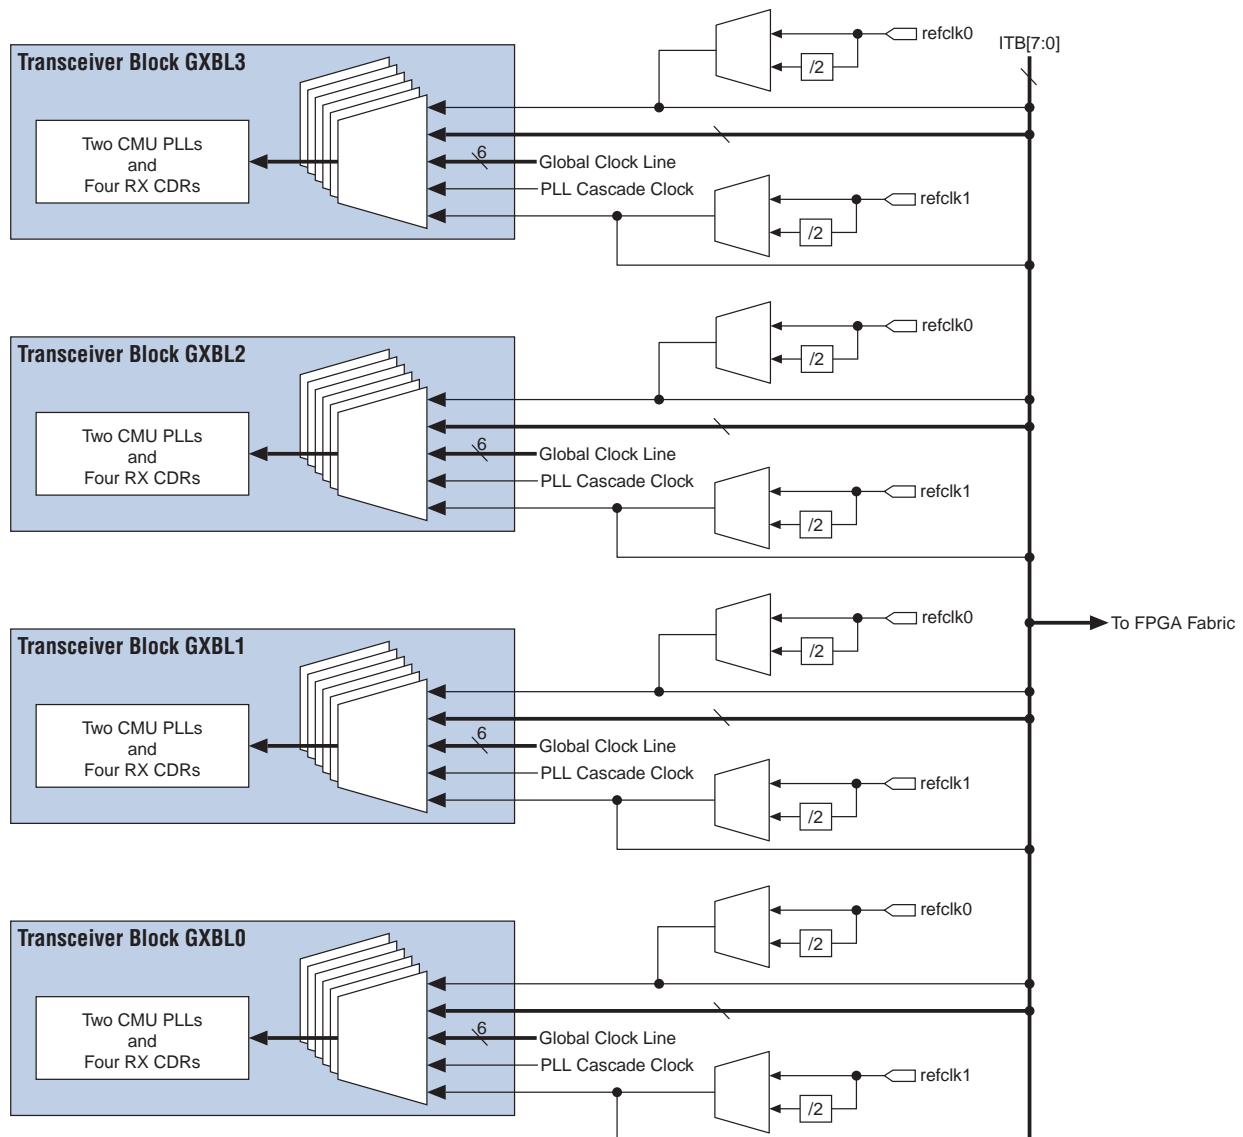 refclk0
ITB[7:0]
Transceiver Block GXBL3
/2
Two CMU PLLs
and
Four RX CDRs
6
Global Clock Line
PLL Cascade Clock
refclk1
/2
refclk0
Transceiver Block GXBL2
/2
Two CMU PLLs
and
Four RX CDRs
6
Global Clock Line
PLL Cascade Clock
refclk1
/2
refclk0
To FPGA Fabric
Transceiver Block GXBL1
/2
Two CMU PLLs
and
Four RX CDRs
6
Global Clock Line
PLL Cascade Clock
refclk1
/2
refclk0
Transceiver Block GXBL0
/2
Two CMU PLLs
and
Four RX CDRs
6
Global Clock Line
PLL Cascade Clock
refclk1
/2